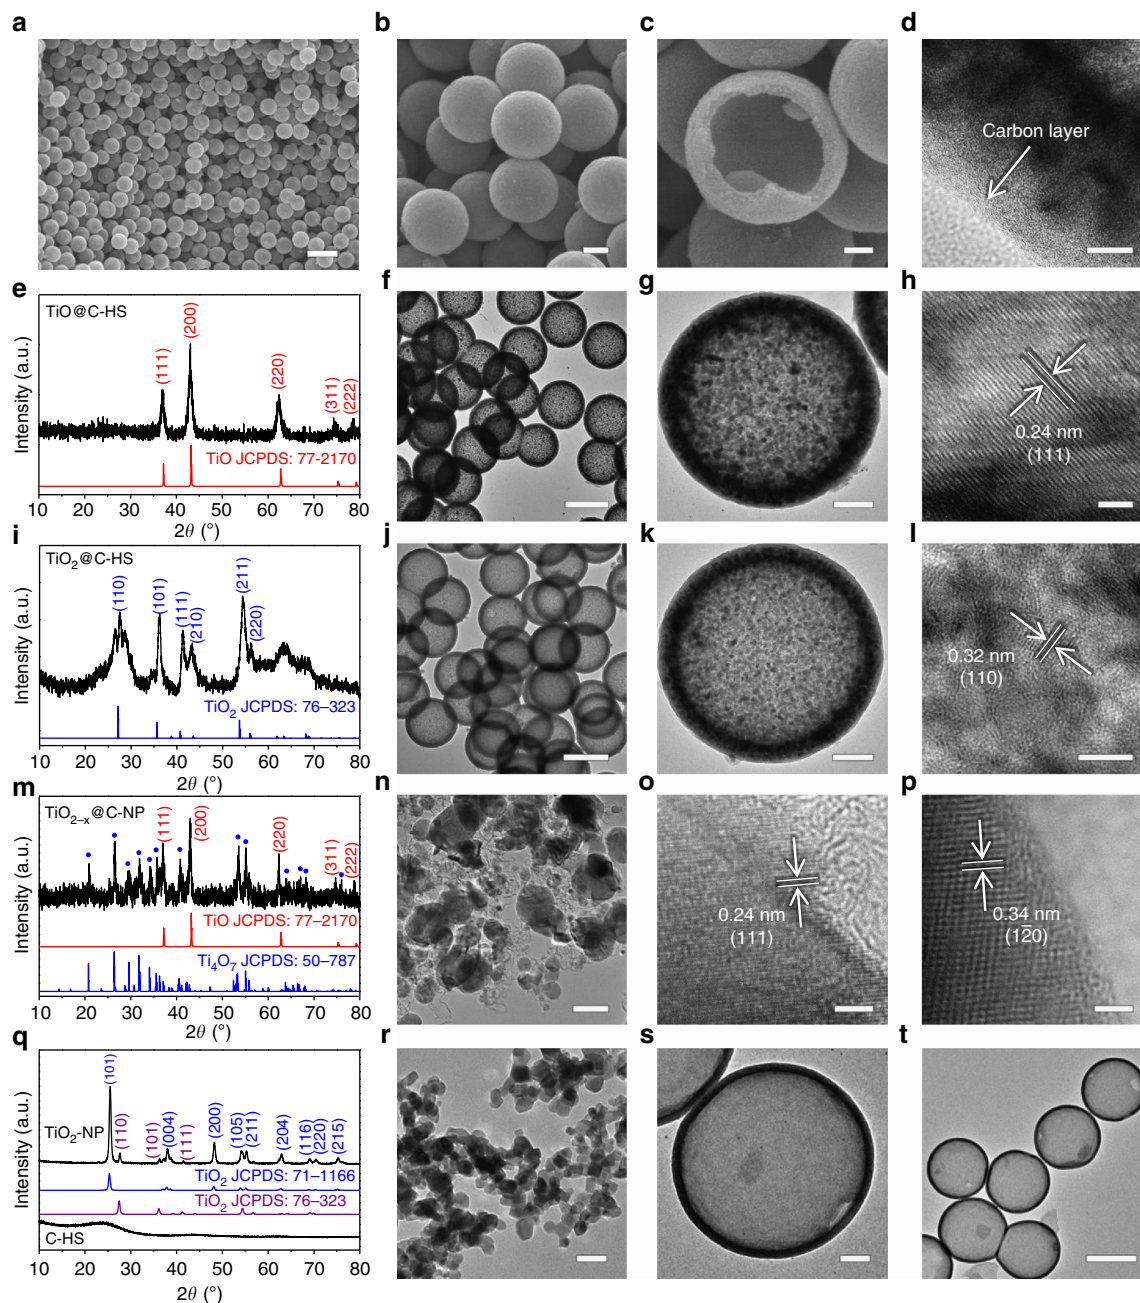 a
b
c
d
Carbon layer
e
TiO@C-HS
(111)
(200)
(220)
(311)
(222)
TiO JCPDS: 77-2170
Intensity (a.u.)
10 20 30 40 50 60 70 80
2θ (°)
f
g
h
0.24 nm
(111)
i
TiO₂@C-HS
(110)
(101)
(111)
(210)
(211)
(220)
TiO₂ JCPDS: 76–323
Intensity (a.u.)
10 20 30 40 50 60 70 80
2θ (°)
j
k
l
0.32 nm
(110)
m
TiO₂₋ₓ@C-NP
(111)
(200)
(220)
(311)
(222)
TiO JCPDS: 77–2170
Ti₄O₇ JCPDS: 50–787
Intensity (a.u.)
10 20 30 40 50 60 70 80
2θ (°)
n
o
0.24 nm
(111)
p
0.34 nm
(12̄0)
q
(101)
TiO₂-NP
(110)
(101)
(004)
(111)
(200)
(105)
(211)
(204)
(116)
(220)
(215)
TiO₂ JCPDS: 71–1166
TiO₂ JCPDS: 76–323
C-HS
Intensity (a.u.)
10 20 30 40 50 60 70 80
2θ (°)
r
s
t